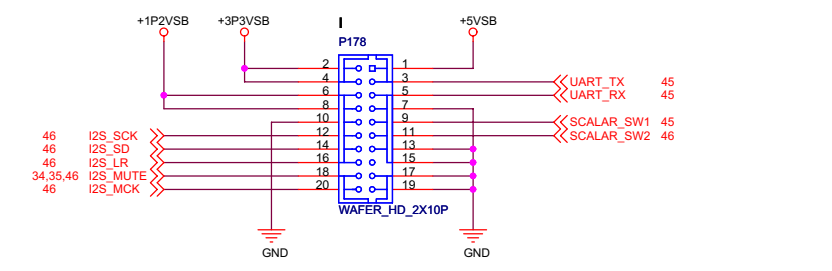 +1P2VSB +3P3VSB I +5VSB
P178
2 1
4 3 UART_TX 45
6 5 UART_RX 45
8 7
10 9 SCALAR_SW1 45
46 I2S_SCK 12 11 SCALAR_SW2 46
46 I2S_SD 14 13
46 I2S_LR 16 15
34,35,46 I2S_MUTE 18 17
46 I2S_MCK 20 19
WAFER_HD_2X10P
GND GND